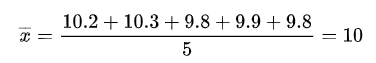 x̄ = (10.2 + 10.3 + 9.8 + 9.9 + 9.8) / 5 = 10